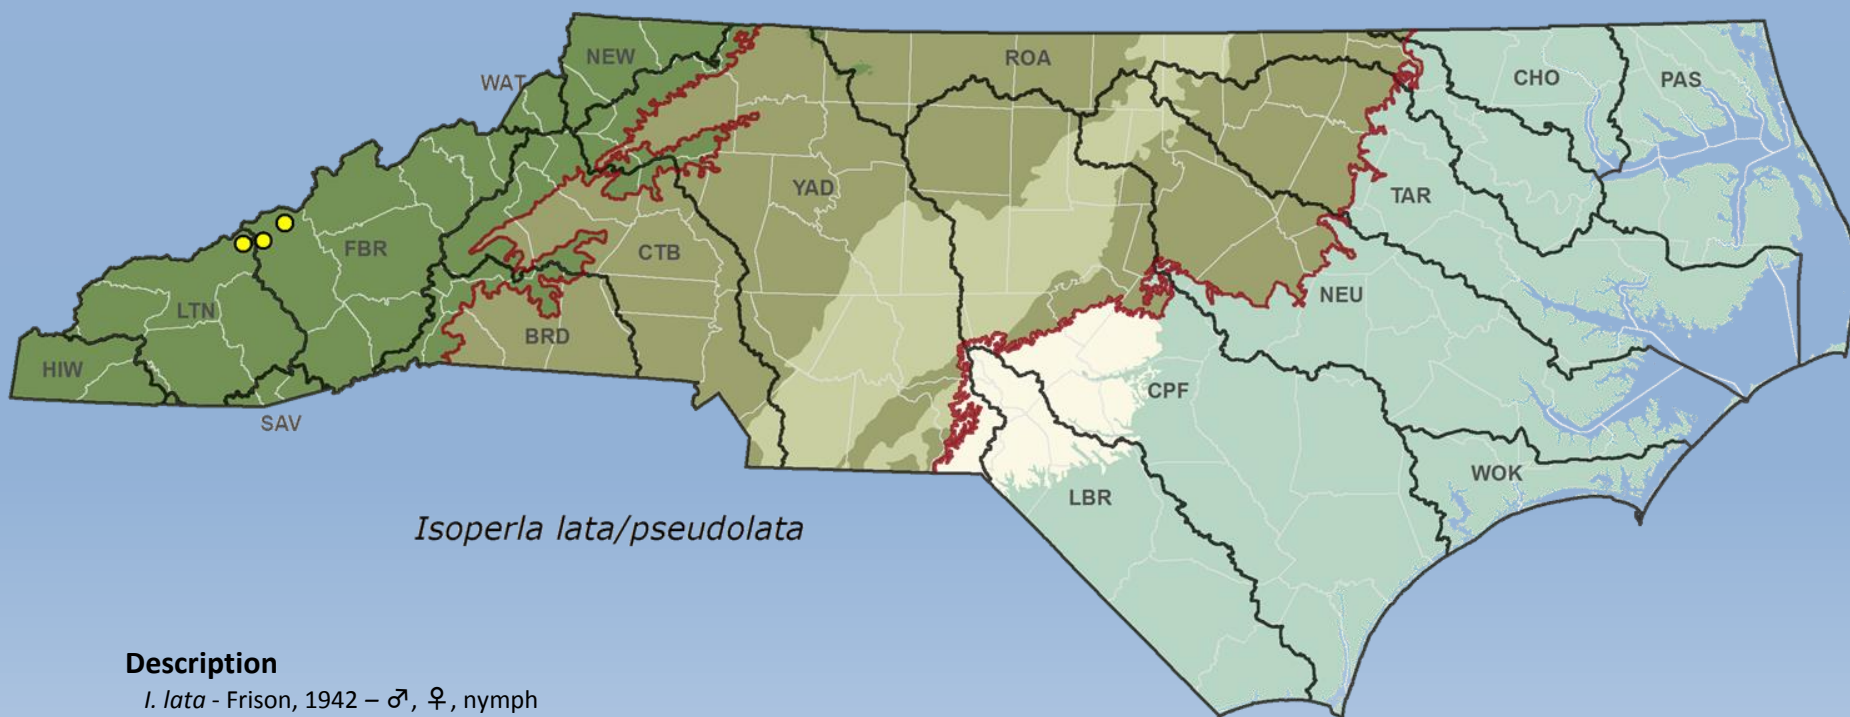 NEW
ROA
WAT
CHO
PAS
YAD
TAR
FBR
CTB
LTN
NEU
BRD
HIW
CPF
SAV
WOK
LBR
Isoperla lata/pseudolata
Description
I. lata - Frison, 1942 – ♂, ♀, nymph